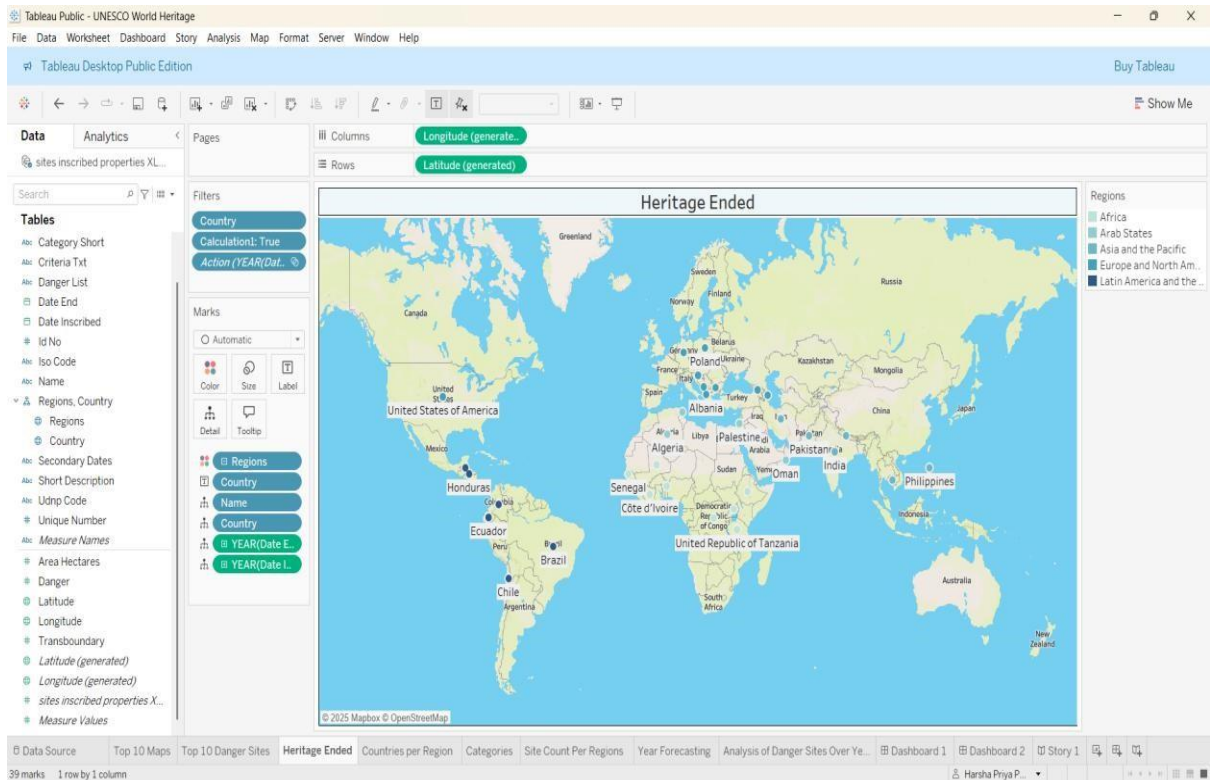 Tableau Public - UNESCO World Heritage
File Data Worksheet Dashboard Story Analysis Map Format Server Window Help
Tableau Desktop Public Edition
Buy Tableau
Show Me
Data Analytics
sites inscribed properties XL...
Search
Tables
Abc Category Short
Abc Criteria Txt
Abc Danger List
Date End
Date Inscribed
# Id No
Abc Iso Code
Abc Name
Regions, Country
Regions
Country
Abc Secondary Dates
Abc Short Description
Abc Udnp Code
# Unique Number
Abc Measure Names
# Area Hectares
# Danger
Latitude
Longitude
# Transboundary
Latitude (generated)
Longitude (generated)
# sites inscribed properties X...
# Measure Values
Pages
Filters
Country
Calculation1: True
Action (YEAR(Dat..
Marks
Automatic
Color Size Label
Detail Tooltip
Regions
Country
Name
Country
YEAR(Date E..
YEAR(Date I..
Columns
Longitude (generate..
Rows
Latitude (generated)
Heritage Ended
Greenland
Sweden
Finland
Norway
Russia
Canada
Belarus
Poland
Ukraine
France
Italy
Spain
Kazakhstan
Mongolia
United
United States of America
Albania
Turkey
Iraq
China
Japan
Mexico
Algeria
Libya
Palestine
Arabia
Pakistan
India
Oman
Sudan
Honduras
Senegal
Côte d'Ivoire
Philippines
Ecuador
Democratic
of Congo
Indonesia
Peru
Brazil
United Republic of Tanzania
Chile
Argentina
South
Africa
Australia
New
Zealand
© 2025 Mapbox © OpenStreetMap
Regions
Africa
Arab States
Asia and the Pacific
Europe and North Am..
Latin America and the ..
Data Source Top 10 Maps Top 10 Danger Sites Heritage Ended Countries per Region Categories Site Count Per Regions Year Forecasting Analysis of Danger Sites Over Ye... Dashboard 1 Dashboard 2 Story 1
39 marks 1 row by 1 column
Harsha Priya P...